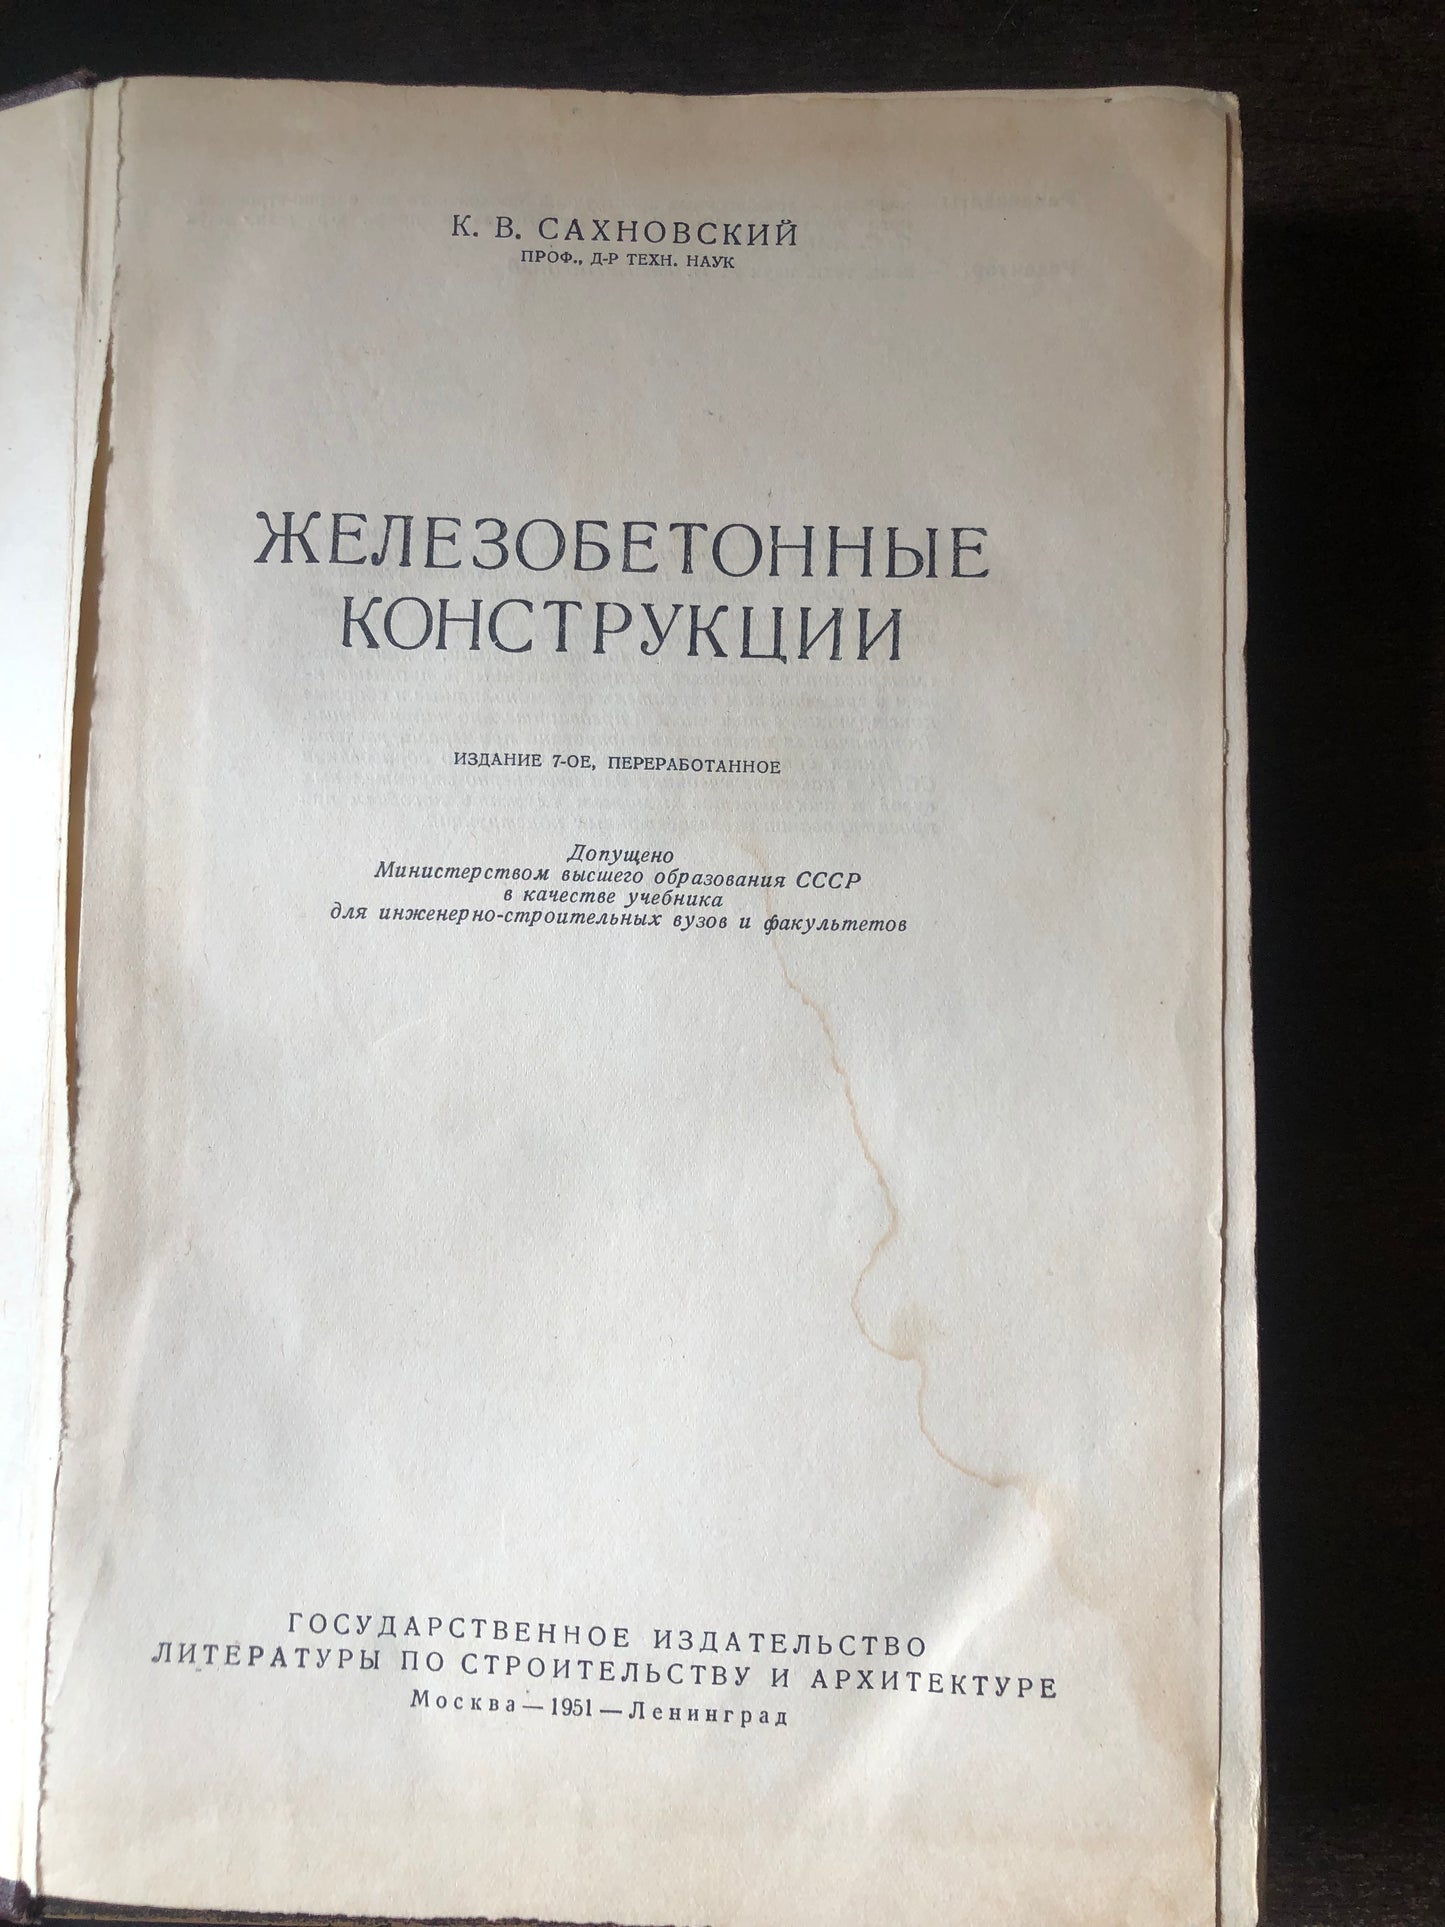 К. В. САХНОВСКИЙ
ПРОФ., Д-Р ТЕХН. НАУК
ЖЕЛЕЗОБЕТОННЫЕ
КОНСТРУКЦИИ
ИЗДАНИЕ 7-ОЕ, ПЕРЕРАБОТАННОЕ
Допущено
Министерством высшего образования СССР
в качестве учебника
для инженерно-строительных вузов и факультетов
ГОСУДАРСТВЕННОЕ ИЗДАТЕЛЬСТВО
ЛИТЕРАТУРЫ ПО СТРОИТЕЛЬСТВУ И АРХИТЕКТУРЕ
Москва — 1951 — Ленинград